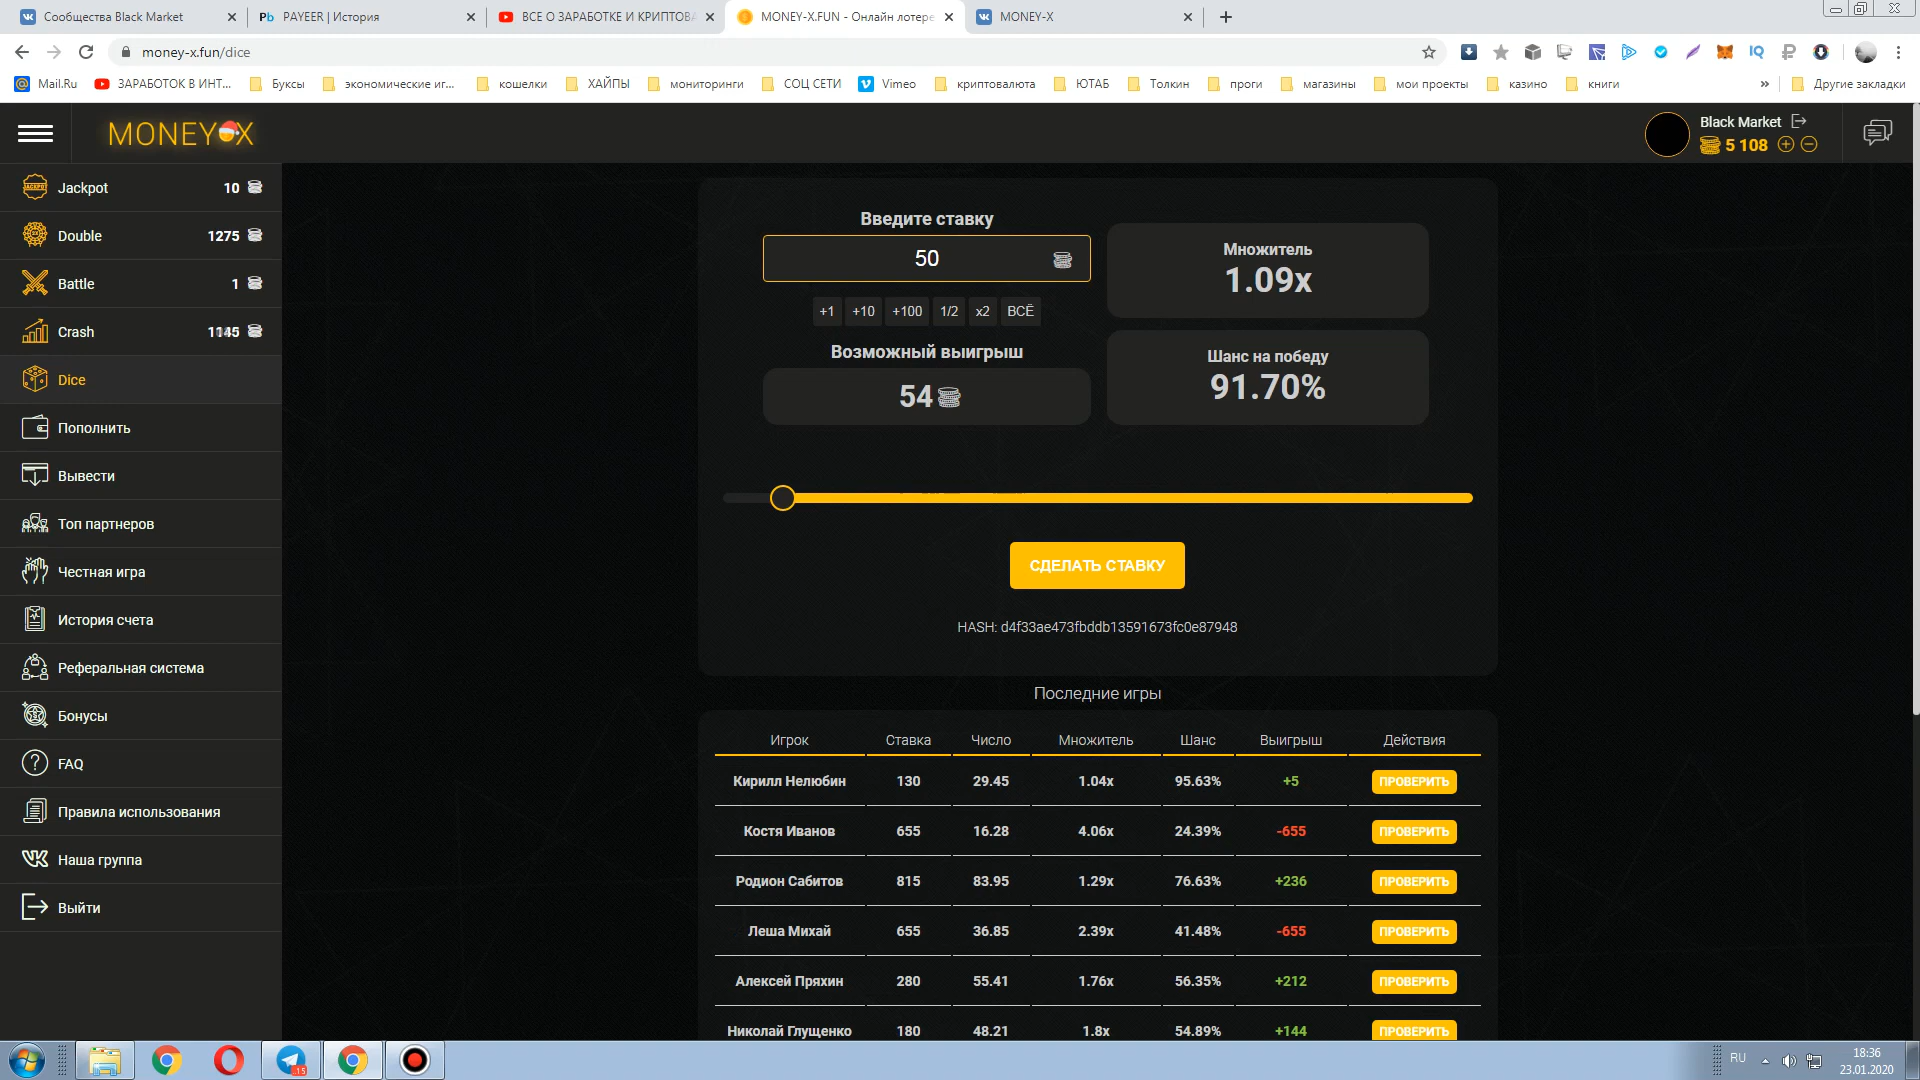 Сообщества Black Market
Pb PAYEER | История
ВСЕ О ЗАРАБОТКЕ И КРИПТОВА
MONEY-X.FUN - Онлайн лотере
MONEY-X
money-x.fun/dice
Mail.Ru
ЗАРАБОТОК В ИНТ...
Буксы
экономические иг...
кошелки
ХАЙПЫ
мониторинги
СОЦ СЕТИ
Vimeo
криптовалюта
ЮТАБ
Толкин
проги
магазины
мои проекты
казино
книги
»
Другие закладки
MONEY X
Black Market
5 108
Jackpot 10
Double 1275
Battle 1
Crash
Dice
Пополнить
Вывести
Топ партнеров
Честная игра
История счета
Реферальная система
Бонусы
FAQ
Правила использования
Наша группа
Выйти
Введите ставку
50
+1 +10 +100 1/2 x2 ВСЁ
Возможный выигрыш
54
Множитель
1.09x
Шанс на победу
91.70%
СДЕЛАТЬ СТАВКУ
HASH: d4f33ae473fbddb13591673fc0e87948
Последние игры
Игрок Ставка Число Множитель Шанс Выигрыш Действия
Кирилл Нелюбин 130 29.45 1.04x 95.63% +5 ПРОВЕРИТЬ
Костя Иванов 655 16.28 4.06x 24.39% -655 ПРОВЕРИТЬ
Родион Сабитов 815 83.95 1.29x 76.63% +236 ПРОВЕРИТЬ
Леша Михай 655 36.85 2.39x 41.48% -655 ПРОВЕРИТЬ
Алексей Пряхин 280 55.41 1.76x 56.35% +212 ПРОВЕРИТЬ
Николай Глущенко 180 48.21 1.8x 54.89% +144 ПРОВЕРИТЬ
RU
18:36
23.01.2020